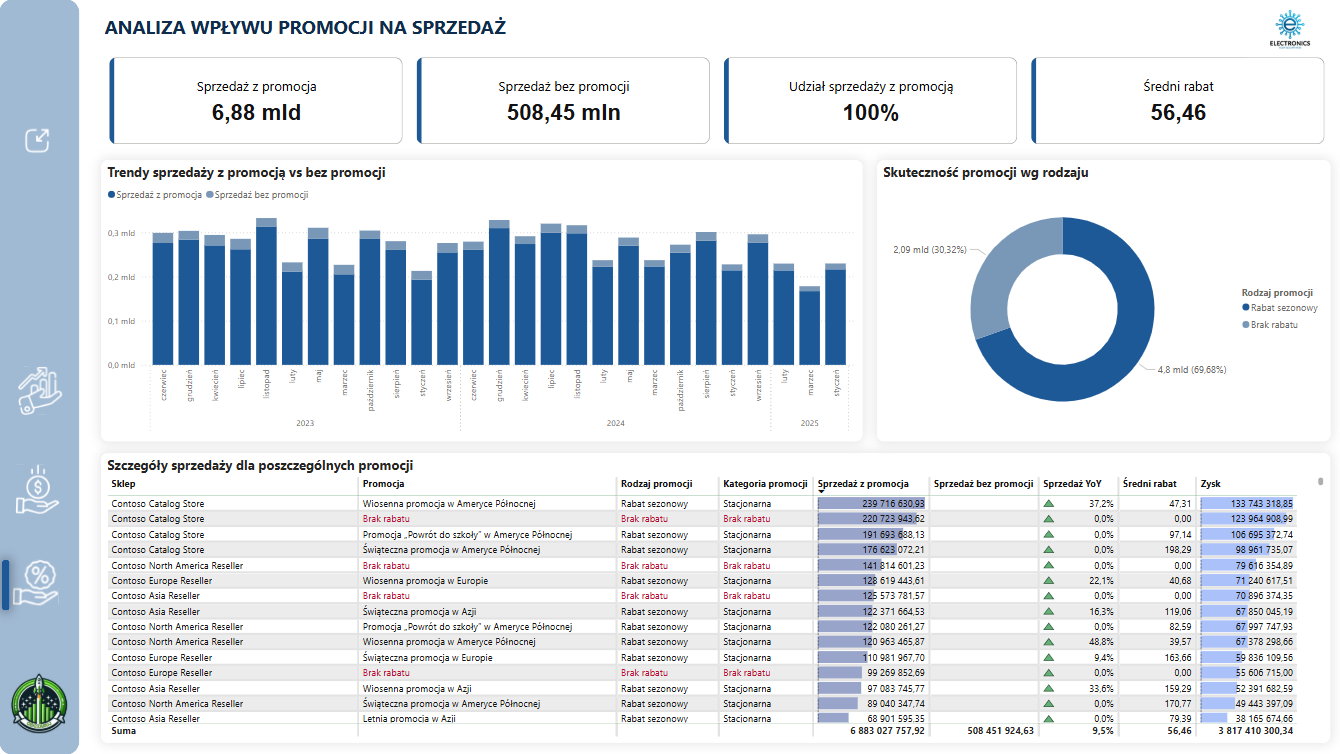 ANALIZA WPŁYWU PROMOCJI NA SPRZEDAŻ
ELECTRONICS
Sprzedaż z promocja
6,88 mld
Sprzedaż bez promocji
508,45 mln
Udział sprzedaży z promocją
100%
Średni rabat
56,46
Trendy sprzedaży z promocją vs bez promocji
Sprzedaż z promocja Sprzedaż bez promocji
0,3 mld
0,2 mld
0,1 mld
0,0 mld
czerwiec grudzień kwiecień lipiec listopad luty maj marzec październik sierpień styczeń wrzesień czerwiec grudzień kwiecień lipiec listopad luty maj marzec październik sierpień styczeń wrzesień luty marzec styczeń
2023 2024 2025
Skuteczność promocji wg rodzaju
2,09 mld (30,32%)
Rodzaj promocji
Rabat sezonowy
Brak rabatu
4,8 mld (69,68%)
Szczegóły sprzedaży dla poszczególnych promocji
Sklep Promocja Rodzaj promocji Kategoria promocji Sprzedaż z promocja Sprzedaż bez promocji Sprzedaż YoY Średni rabat Zysk
Contoso Catalog Store Wiosenna promocja w Ameryce Północnej Rabat sezonowy Stacjonarna 239 716 630,93 37,2% 47,31 133 743 318,85
Contoso Catalog Store Brak rabatu Brak rabatu Brak rabatu 220 723 943,62 0,0% 0,00 123 964 908,99
Contoso Catalog Store Promocja „Powrót do szkoły” w Ameryce Północnej Rabat sezonowy Stacjonarna 191 693 688,13 0,0% 97,14 106 695 372,74
Contoso Catalog Store Świąteczna promocja w Ameryce Północnej Rabat sezonowy Stacjonarna 176 623 072,21 0,0% 198,29 98 961 735,07
Contoso North America Reseller Brak rabatu Brak rabatu Brak rabatu 141 814 601,23 0,0% 0,00 79 616 354,89
Contoso Europe Reseller Wiosenna promocja w Europie Rabat sezonowy Stacjonarna 128 619 443,61 22,1% 40,68 71 240 617,51
Contoso Asia Reseller Brak rabatu Brak rabatu Brak rabatu 125 573 781,57 0,0% 0,00 70 896 374,35
Contoso Asia Reseller Świąteczna promocja w Azji Rabat sezonowy Stacjonarna 122 371 664,53 16,3% 119,06 67 850 045,19
Contoso North America Reseller Promocja „Powrót do szkoły” w Ameryce Północnej Rabat sezonowy Stacjonarna 122 080 261,27 0,0% 82,59 67 997 747,93
Contoso North America Reseller Wiosenna promocja w Ameryce Północnej Rabat sezonowy Stacjonarna 120 963 465,87 48,8% 39,57 67 378 298,66
Contoso Europe Reseller Świąteczna promocja w Europie Rabat sezonowy Stacjonarna 110 981 967,70 9,4% 163,66 59 836 109,56
Contoso Europe Reseller Brak rabatu Brak rabatu Brak rabatu 99 269 852,69 0,0% 0,00 55 606 715,00
Contoso Asia Reseller Wiosenna promocja w Azji Rabat sezonowy Stacjonarna 97 083 745,77 33,6% 159,29 52 391 682,59
Contoso North America Reseller Świąteczna promocja w Ameryce Północnej Rabat sezonowy Stacjonarna 89 040 347,74 0,0% 170,77 49 443 397,09
Contoso Asia Reseller Letnia promocja w Azji Rabat sezonowy Stacjonarna 68 901 595,35 0,0% 79,39 38 165 674,66
Suma 6 883 027 757,92 508 451 924,63 9,5% 56,46 3 817 410 300,34